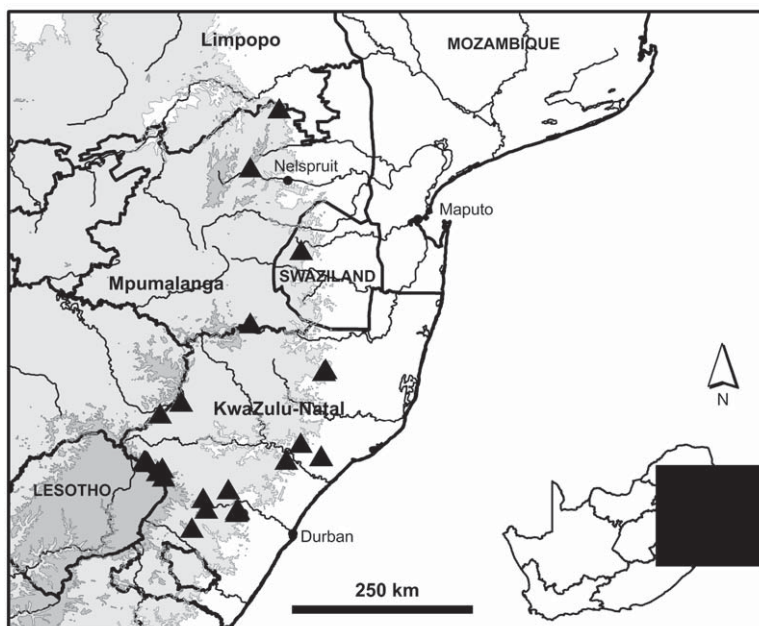 Limpopo
MOZAMBIQUE
Nelspruit
Maputo
SWAZILAND
Mpumalanga
KwaZulu-Natal
N
LESOTHO
Durban
250 km